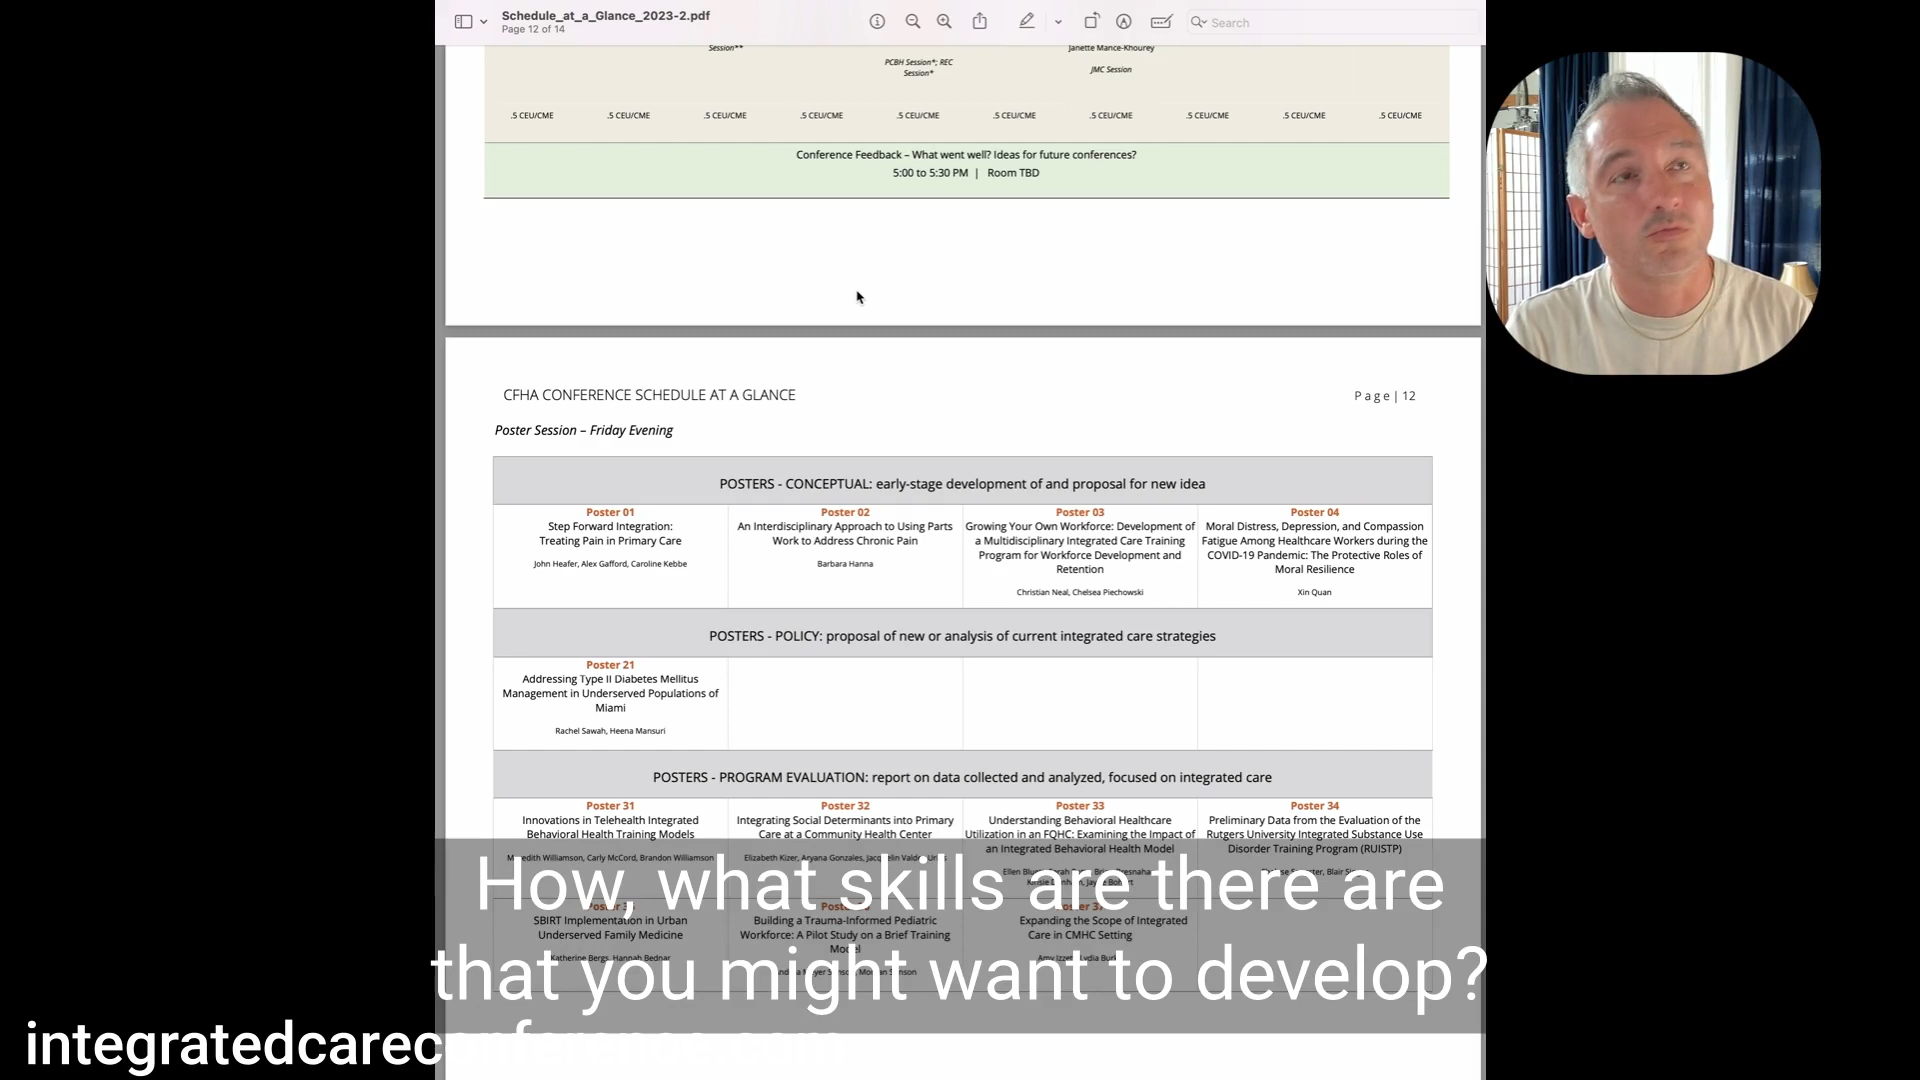 Schedule_at_a_Glance_2023-2.pdf
Page 12 of 14
Search
Session**
Janette Mance-Khourey
PCBH Session*; REC
Session*
JMC Session
.5 CEU/CME .5 CEU/CME .5 CEU/CME .5 CEU/CME .5 CEU/CME .5 CEU/CME .5 CEU/CME .5 CEU/CME .5 CEU/CME .5 CEU/CME
Conference Feedback – What went well? Ideas for future conferences?
5:00 to 5:30 PM | Room TBD
CFHA CONFERENCE SCHEDULE AT A GLANCE
Page | 12
Poster Session – Friday Evening
POSTERS - CONCEPTUAL: early-stage development of and proposal for new idea
Poster 01
Step Forward Integration:
Treating Pain in Primary Care
John Heafer, Alex Gafford, Caroline Kebbe
Poster 02
An Interdisciplinary Approach to Using Parts
Work to Address Chronic Pain
Barbara Hanna
Poster 03
Growing Your Own Workforce: Development of
a Multidisciplinary Integrated Care Training
Program for Workforce Development and
Retention
Christian Neal, Chelsea Piechowski
Poster 04
Moral Distress, Depression, and Compassion
Fatigue Among Healthcare Workers during the
COVID-19 Pandemic: The Protective Roles of
Moral Resilience
Xin Quan
POSTERS - POLICY: proposal of new or analysis of current integrated care strategies
Poster 21
Addressing Type II Diabetes Mellitus
Management in Underserved Populations of
Miami
Rachel Sawah, Heena Mansuri
POSTERS - PROGRAM EVALUATION: report on data collected and analyzed, focused on integrated care
Poster 31
Innovations in Telehealth Integrated
Behavioral Health Training Models
Meredith Williamson, Carly McCord, Brandon Williamson
Poster 32
Integrating Social Determinants into Primary
Care at a Community Health Center
Elizabeth Kizer, Aryana Gonzales,
Poster 33
Understanding Behavioral Healthcare
Utilization in an FQHC: Examining the Impact of
an Integrated Behavioral Health Model
Poster 34
Preliminary Data from the Evaluation of the
Rutgers University Integrated Substance Use
Disorder Training Program (RUISTP)
SBIRT Implementation in Urban
Underserved Family Medicine
Katherine Bergs, Hannah Bednar
Building a Trauma-Informed Pediatric
Workforce: A Pilot Study on a Brief Training
Model
Expanding the Scope of Integrated
Care in CMHC Setting
How, what skills are there are
that you might want to develop?
integratedcareconference.com